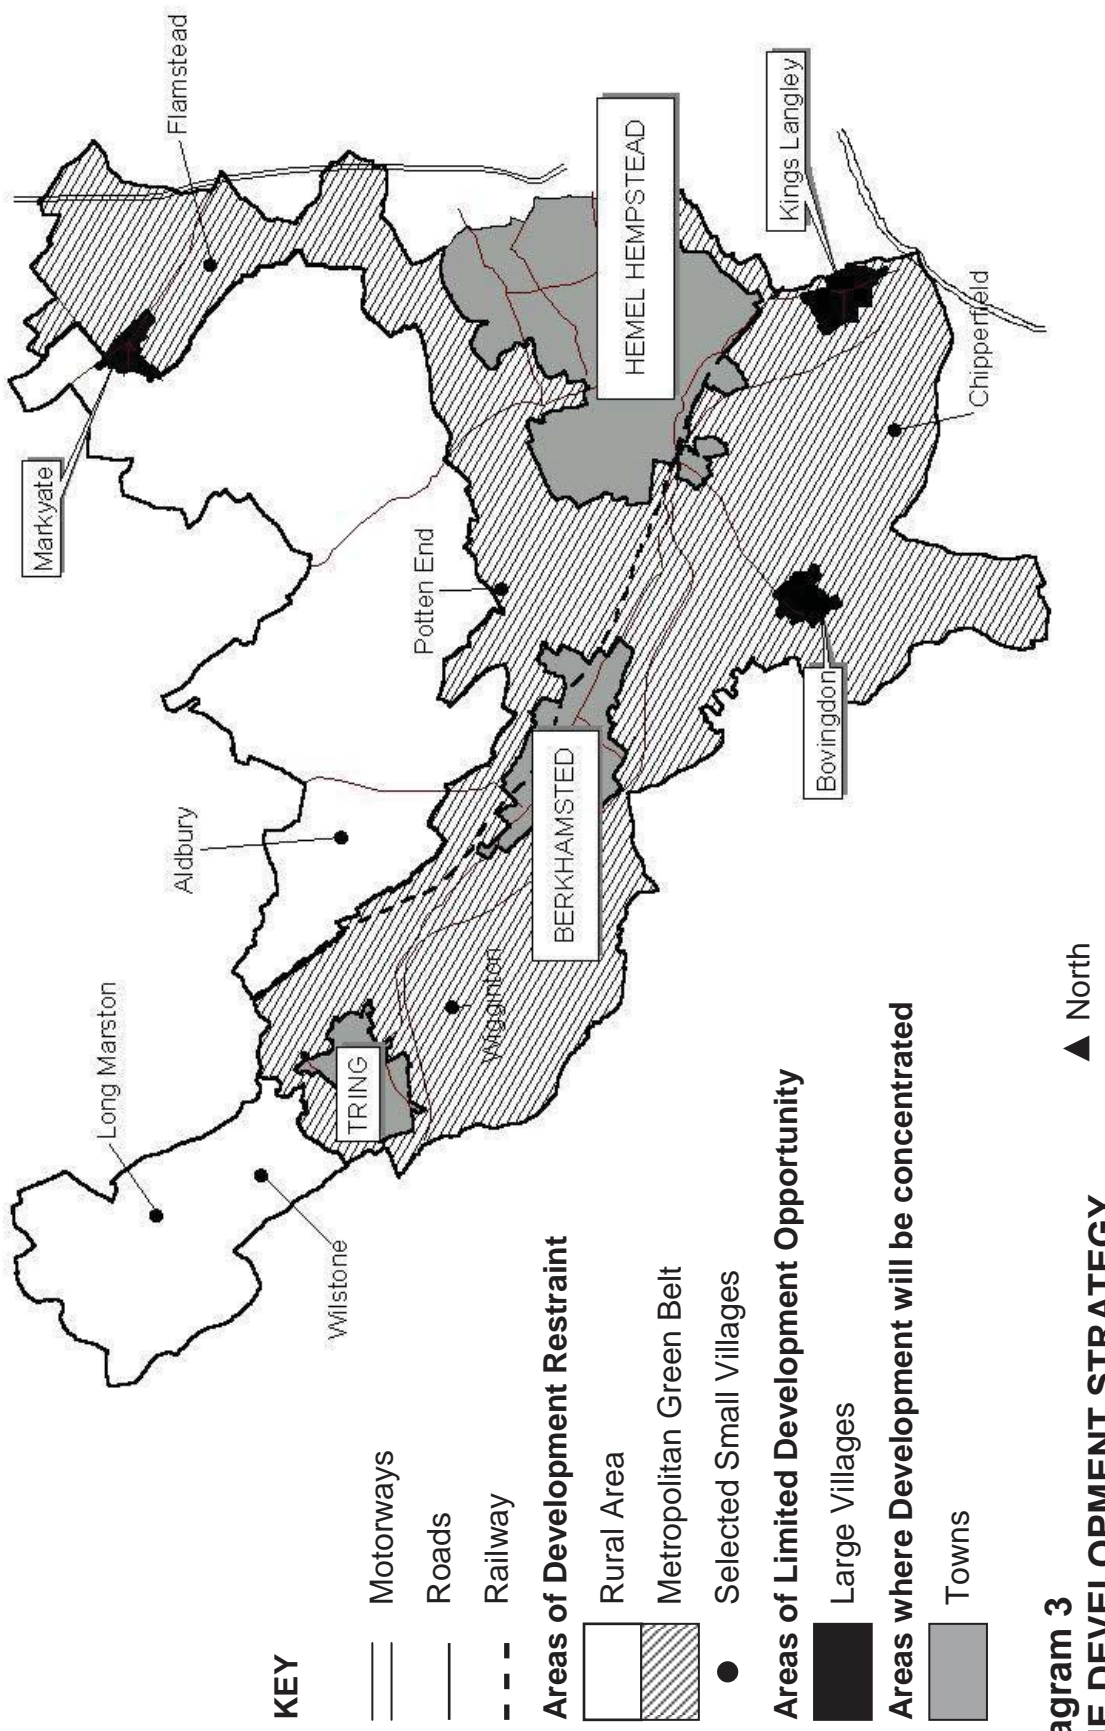 Long Marston
Wilstone
TRING
Wigginton
Aldbury
BERKHAMSTED
Potten End
Bovingdon
Markyate
Flamstead
HEMEL HEMPSTEAD
Kings Langley
Chipperfield
KEY
Motorways
Roads
Railway
Areas of Development Restraint
Rural Area
Metropolitan Green Belt
Selected Small Villages
Areas of Limited Development Opportunity
Large Villages
Areas where Development will be concentrated
Towns
▲ North
agram 3